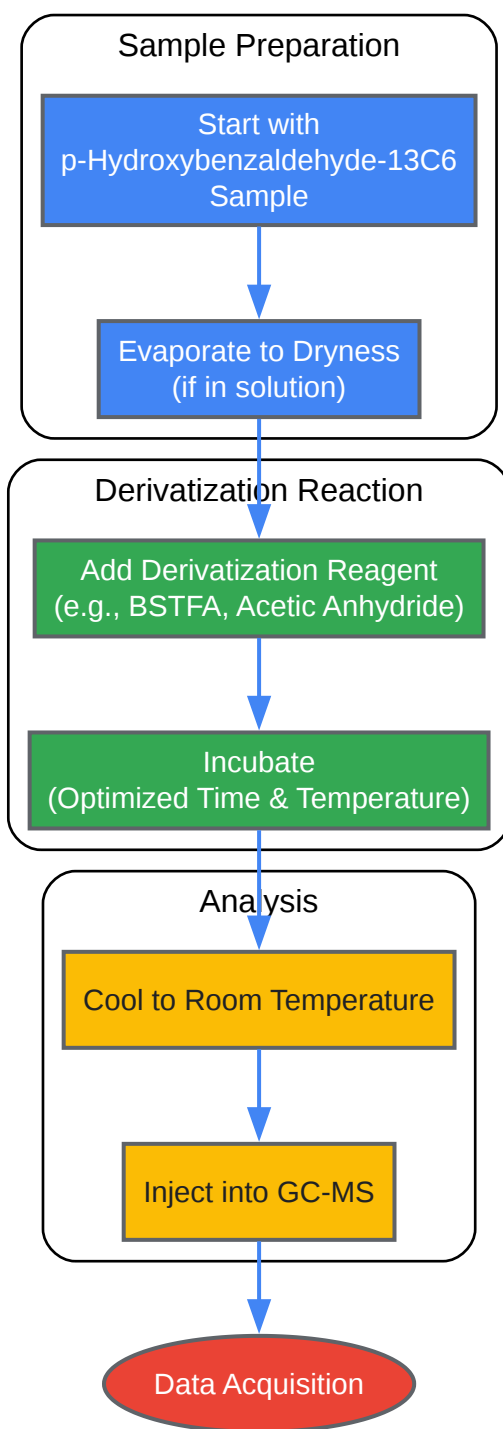 Sample Preparation
Start with
p-Hydroxybenzaldehyde-13C6
Sample
Evaporate to Dryness
(if in solution)
Derivatization Reaction
Add Derivatization Reagent
(e.g., BSTFA, Acetic Anhydride)
Incubate
(Optimized Time & Temperature)
Analysis
Cool to Room Temperature
Inject into GC-MS
Data Acquisition